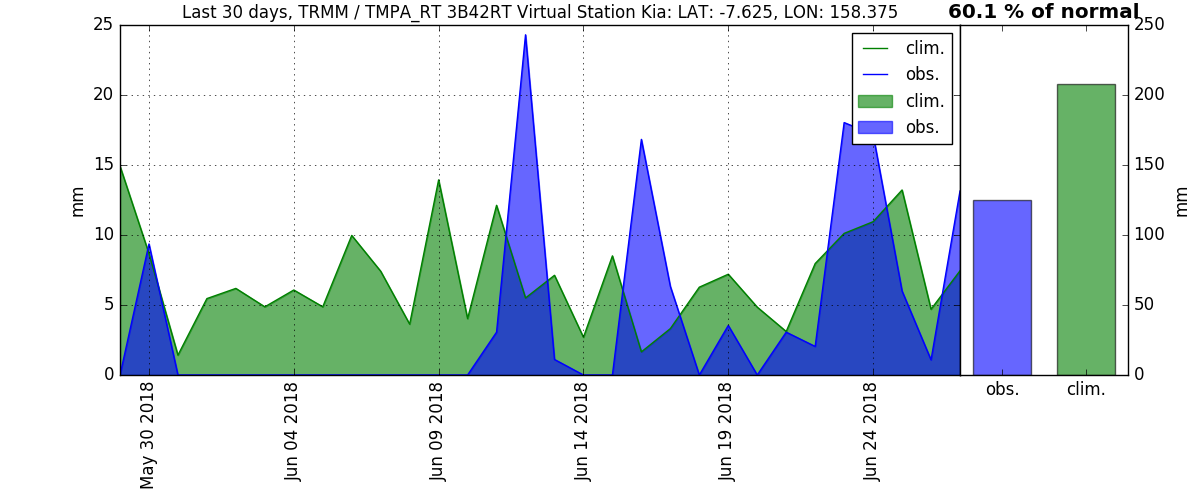 Last 30 days, TRMM / TMPA_RT 3B42RT Virtual Station Kia: LAT: -7.625, LON: 158.375
60.1 % of normal
25
20
15
10
5
0
mm
clim.
obs.
clim.
obs.
250
200
150
100
50
0
mm
May 30 2018
Jun 04 2018
Jun 09 2018
Jun 14 2018
Jun 19 2018
Jun 24 2018
obs.
clim.